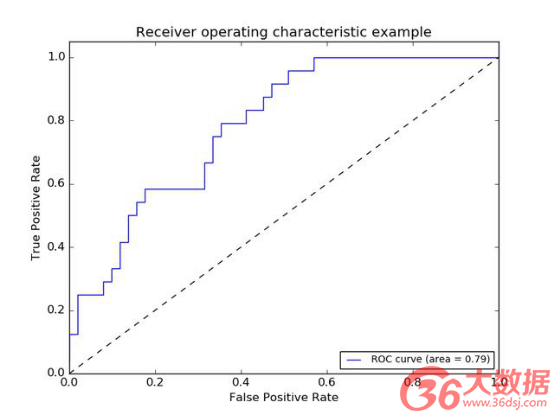 Receiver operating characteristic example
1.0
0.8
0.6
0.4
0.2
0.0
True Positive Rate
ROC curve (area = 0.79)
0.0 0.2 0.4 0.6 0.8 1.0
False Positive Rate
36大数据
www.36dsj.com